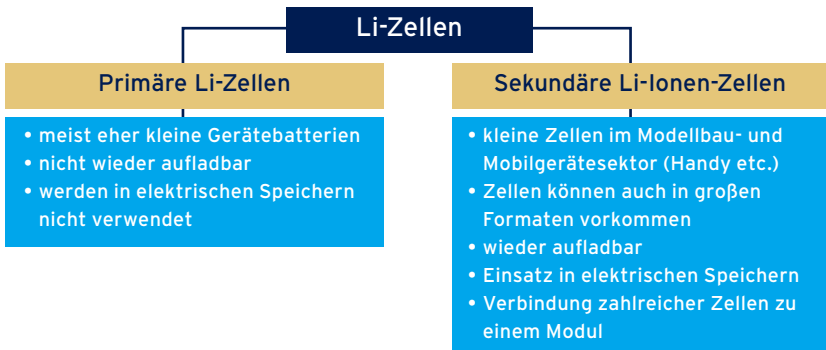 Li-Zellen
Primäre Li-Zellen
• meist eher kleine Gerätebatterien
• nicht wieder aufladbar
• werden in elektrischen Speichern
nicht verwendet
Sekundäre Li-Ionen-Zellen
• kleine Zellen im Modellbau- und
Mobilgerätesektor (Handy etc.)
• Zellen können auch in großen
Formaten vorkommen
• wieder aufladbar
• Einsatz in elektrischen Speichern
• Verbindung zahlreicher Zellen zu
einem Modul